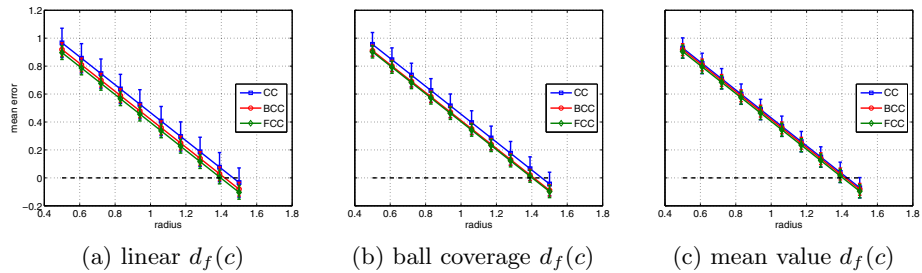 1.2
1
0.8
0.6
0.4
0.2
0
−0.2
mean error
0.4 0.6 0.8 1 1.2 1.4 1.6 1.8
radius
CC
BCC
FCC
(a) linear d_f(c)
0.4 0.6 0.8 1 1.2 1.4 1.6 1.8
radius
CC
BCC
FCC
(b) ball coverage d_f(c)
0.4 0.6 0.8 1 1.2 1.4 1.6 1.8
radius
CC
BCC
FCC
(c) mean value d_f(c)